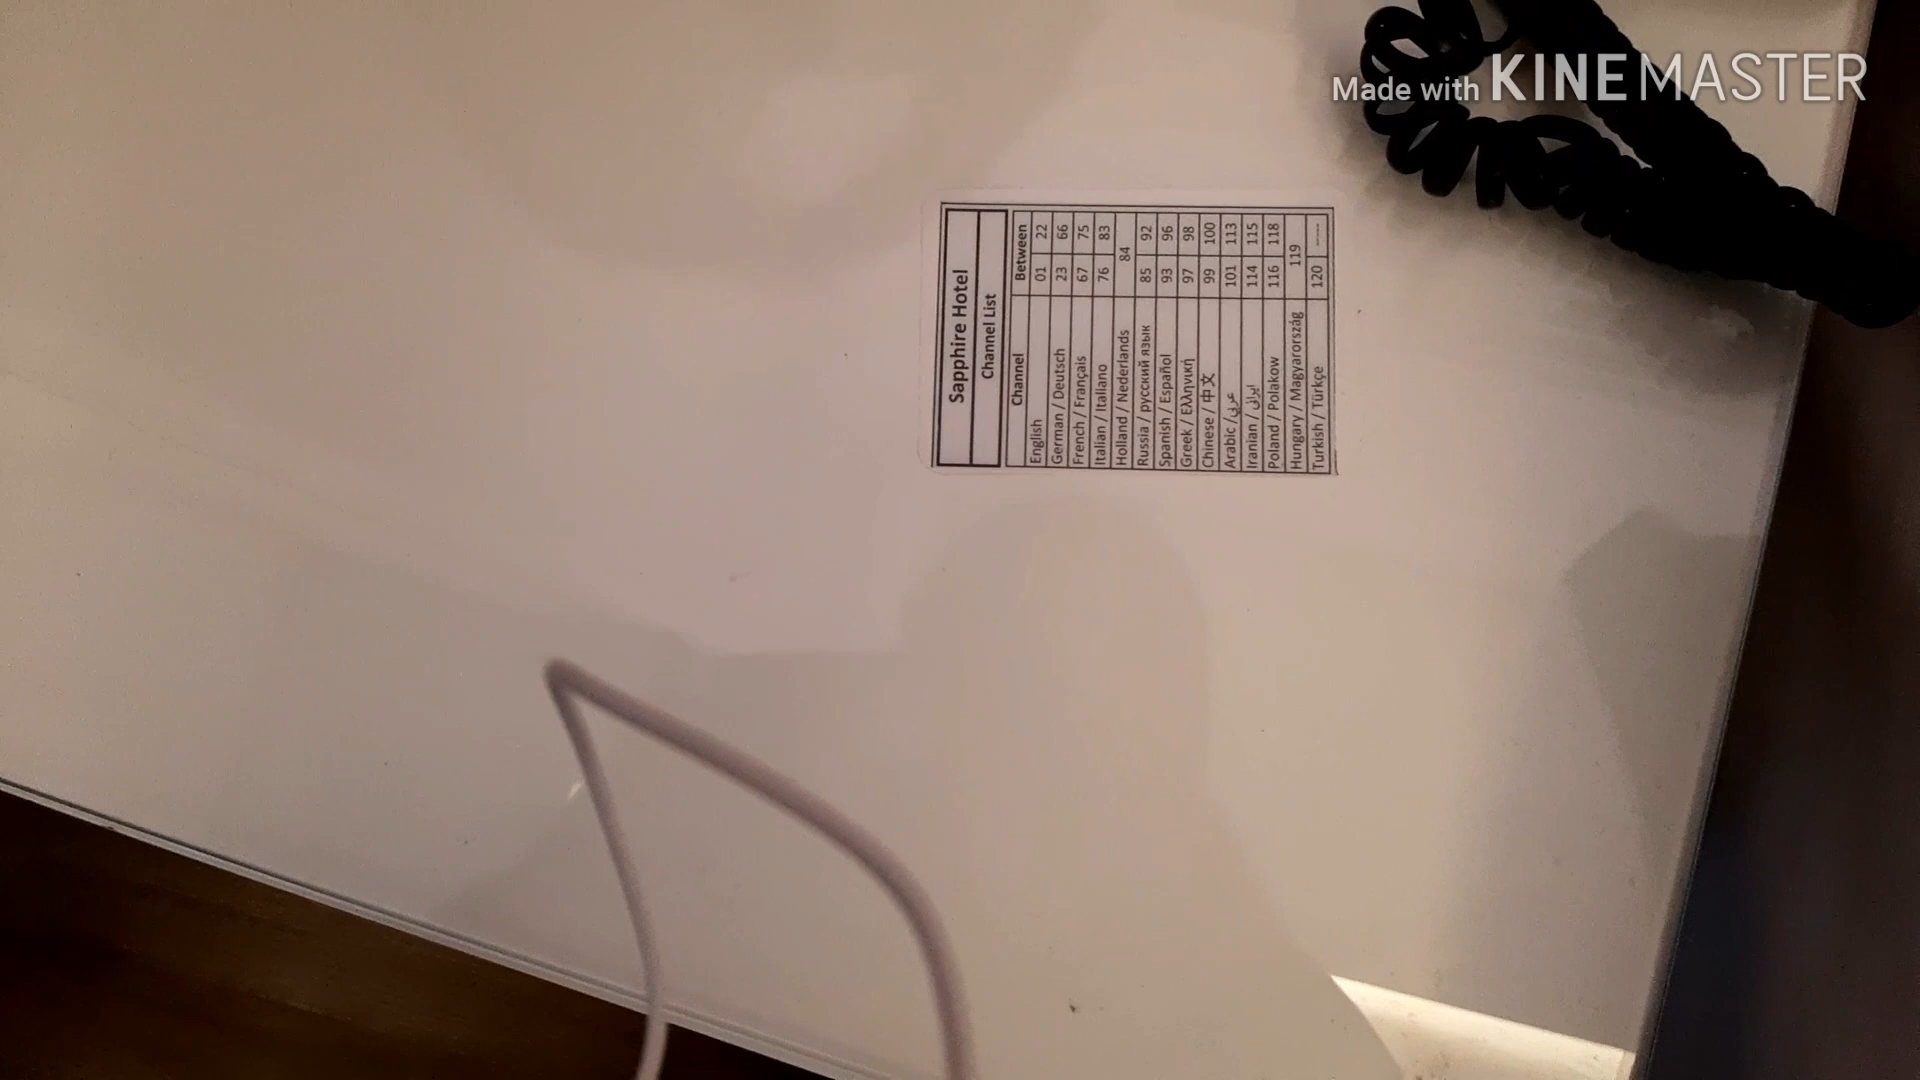 Made with KINEMASTER
Sapphire Hotel
Channel List
Channel Between
English 01 22
German / Deutsch 23 66
French / Français 67 75
Italian / Italiano 76 83
Holland / Nederlands 84
Russia / русский язык 85 92
Spanish / Español 93 96
Greek / Ελληνική 97 98
Chinese / 中文 99 100
Arabic / عربي 101 113
Iranian / ایرانی 114 115
Poland / Polakow 116 118
Hungary / Magyarország 119
Turkish / Türkçe 120 -----